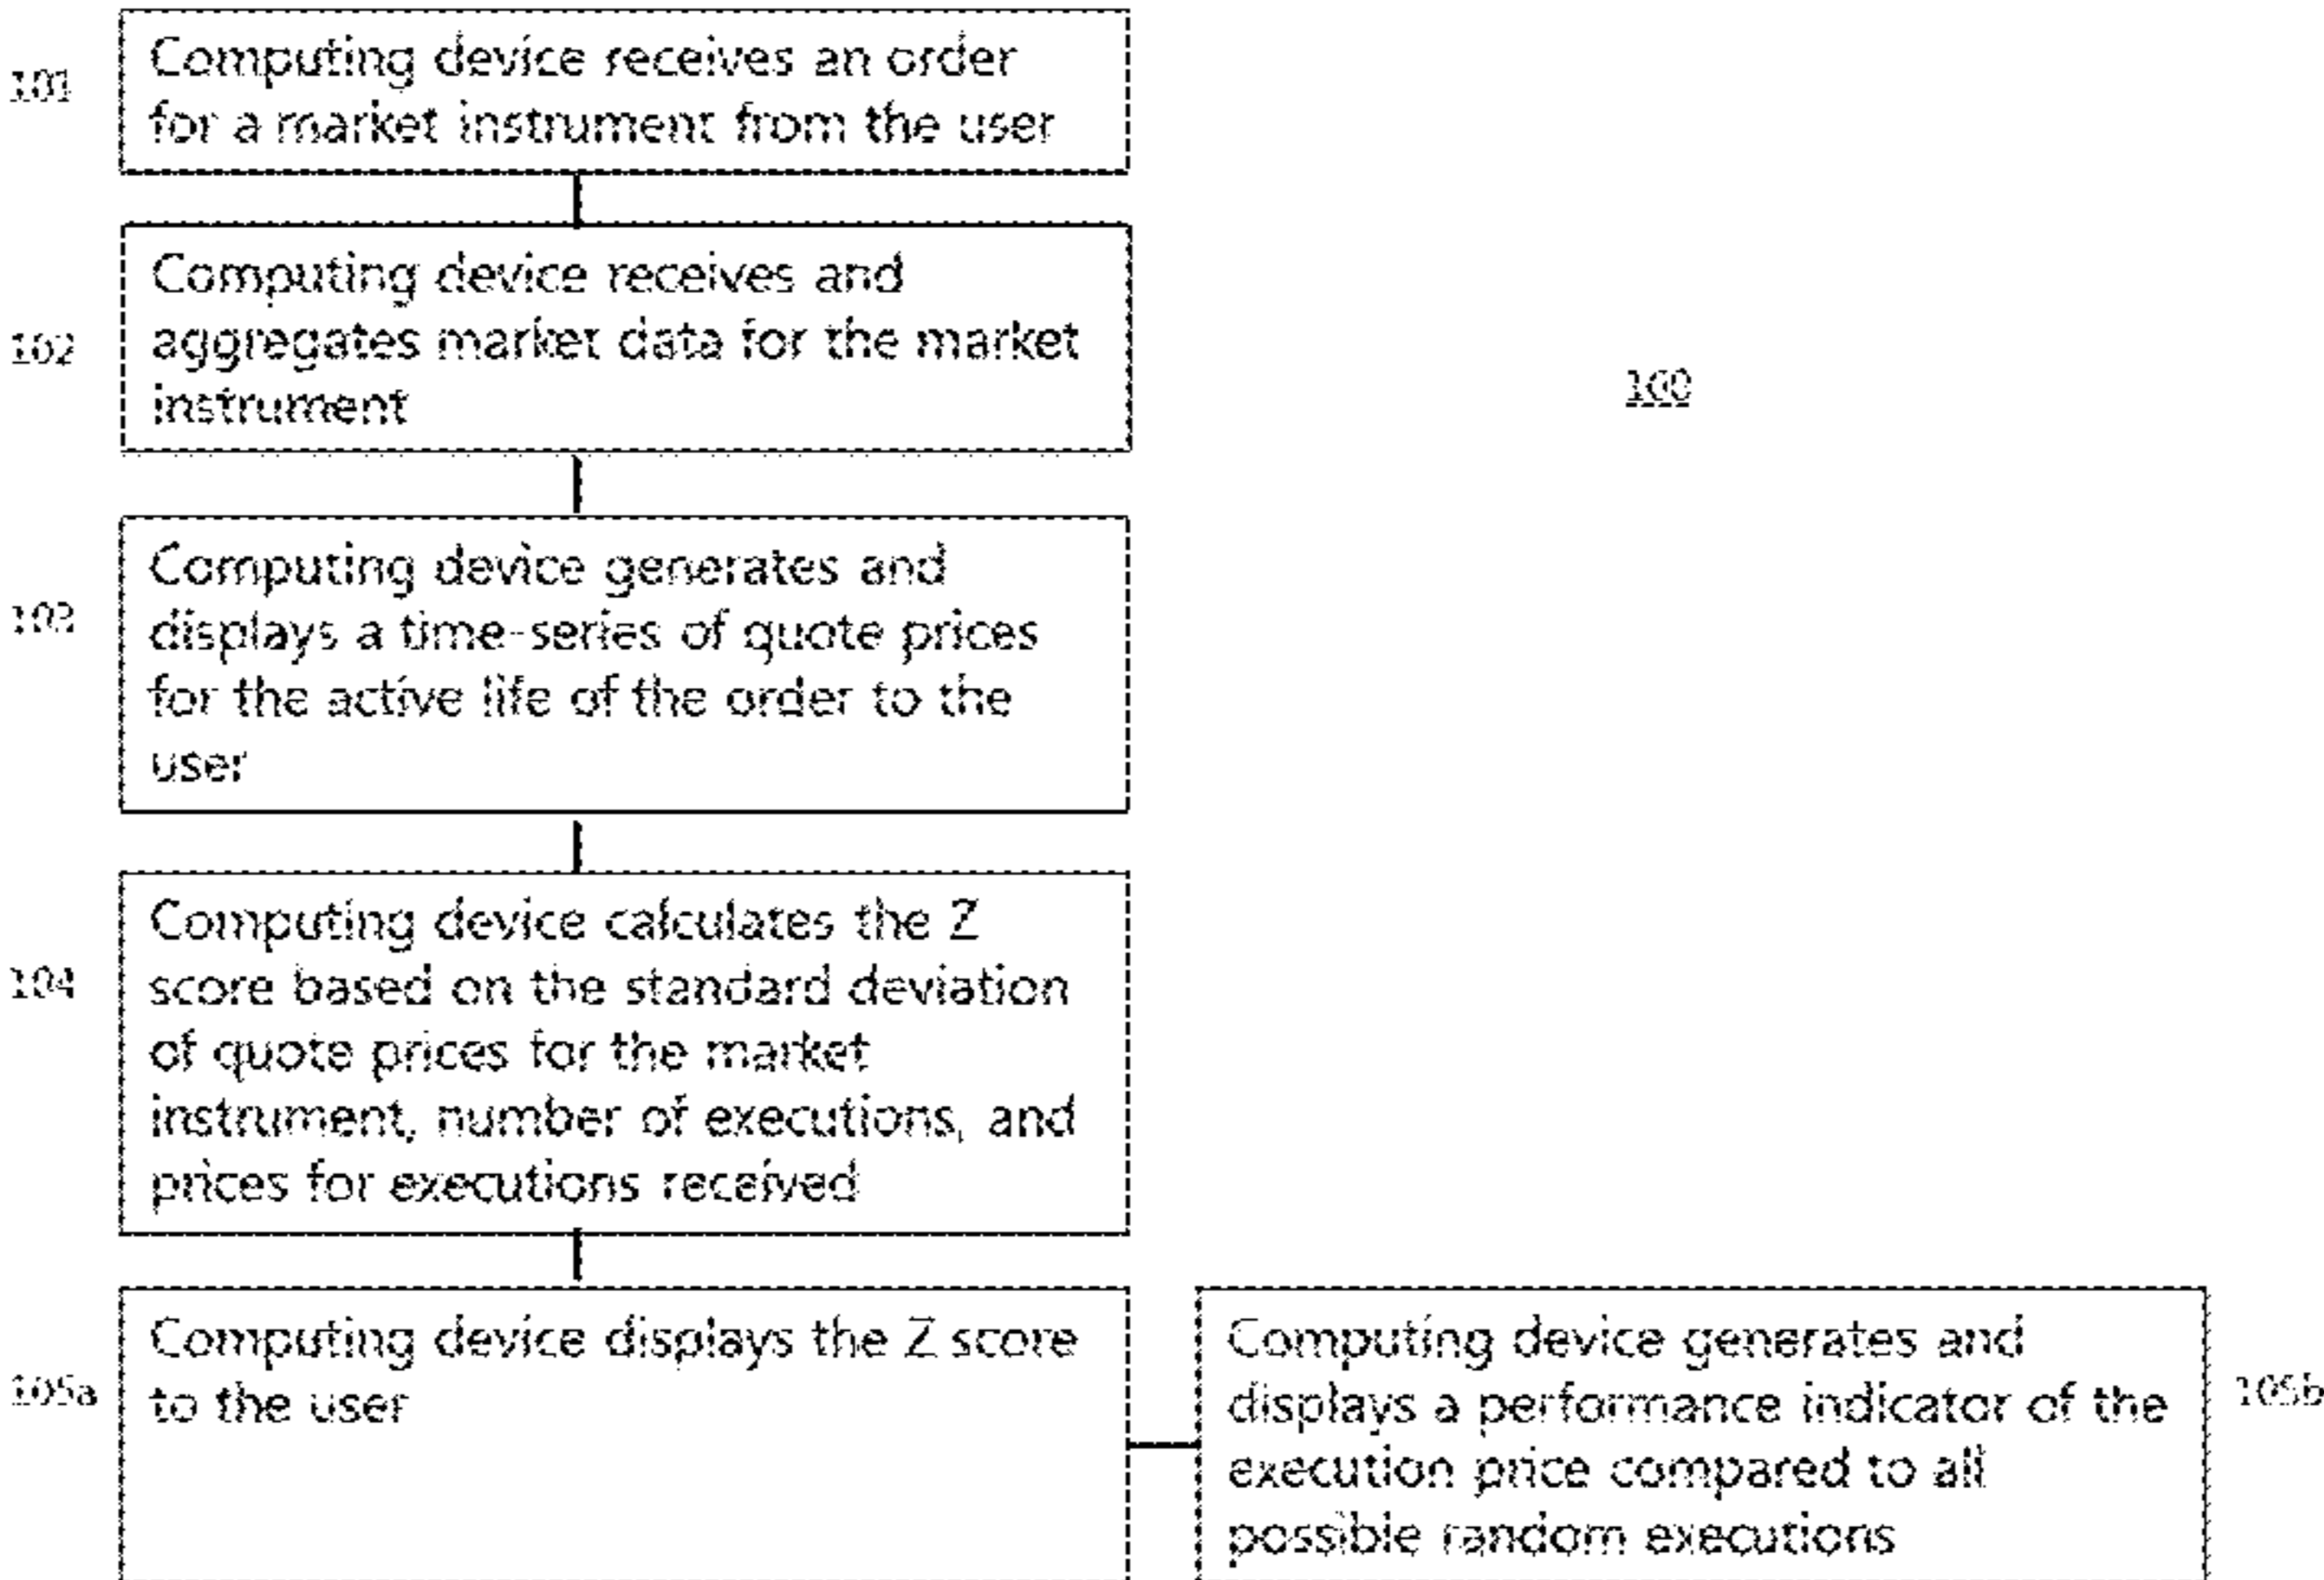 101
Computing device receives an order
for a market instrument from the user
102
Computing device receives and
aggregates market data for the market
instrument
100
103
Computing device generates and
displays a time-series of quote prices
for the active life of the order to the
user
104
Computing device calculates the Z
score based on the standard deviation
of quote prices for the market
instrument, number of executions, and
prices for executions received
105a
Computing device displays the Z score
to the user
Computing device generates and
displays a performance indicator of the
execution price compared to all
possible random executions
105b